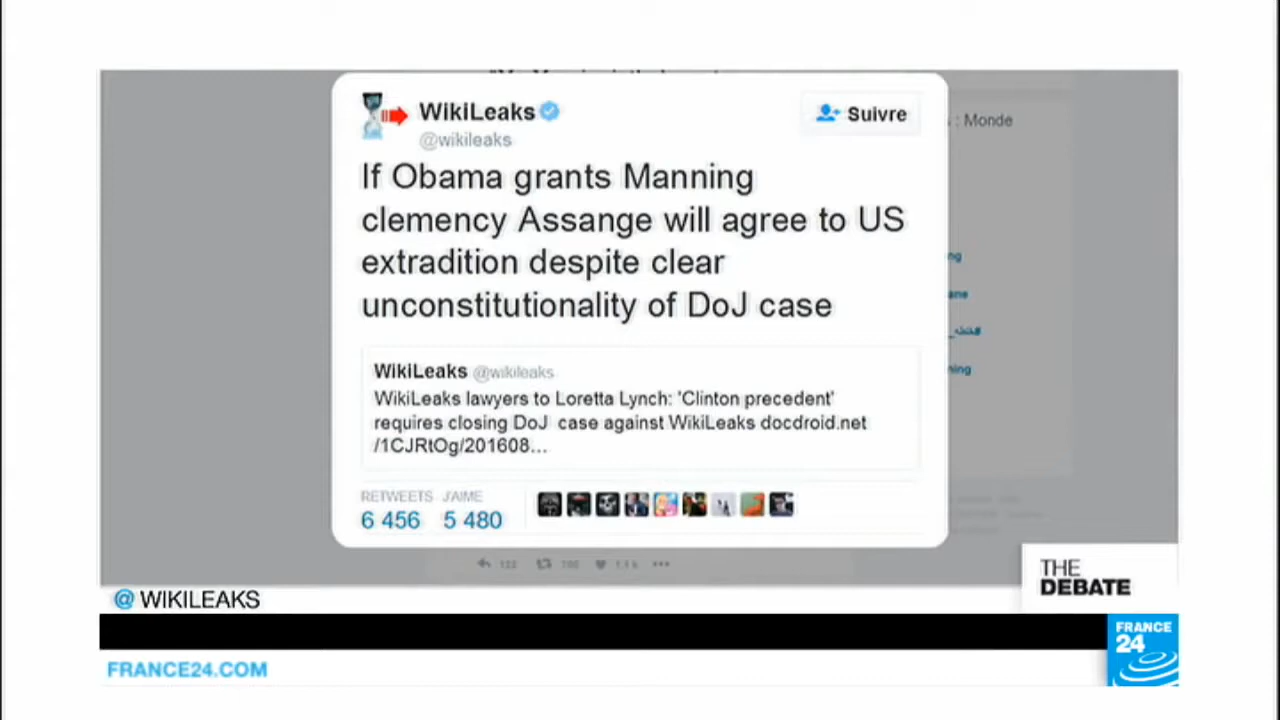 WikiLeaks
Suivre
@wikileaks
: Monde
If Obama grants Manning
clemency Assange will agree to US
extradition despite clear
unconstitutionality of DoJ case
WikiLeaks @wikileaks
WikiLeaks lawyers to Loretta Lynch: 'Clinton precedent'
requires closing DoJ case against WikiLeaks docdroid.net
/1CJRtOg/201608...
RETWEETS J'AIME
6 456 5 480
THE
DEBATE
@ WIKILEAKS
FRANCE
24
FRANCE24.COM